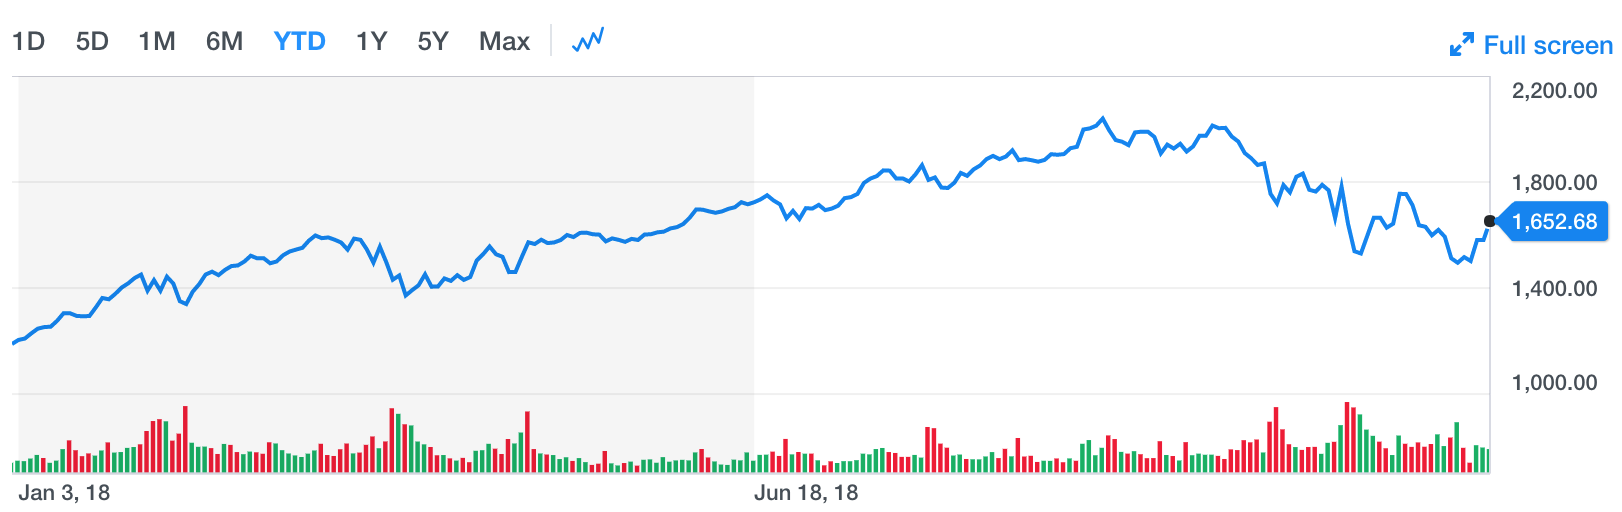 1D 5D 1M 6M YTD 1Y 5Y Max Full screen
2,200.00
1,800.00
1,652.68
1,400.00
1,000.00
Jan 3, 18 Jun 18, 18